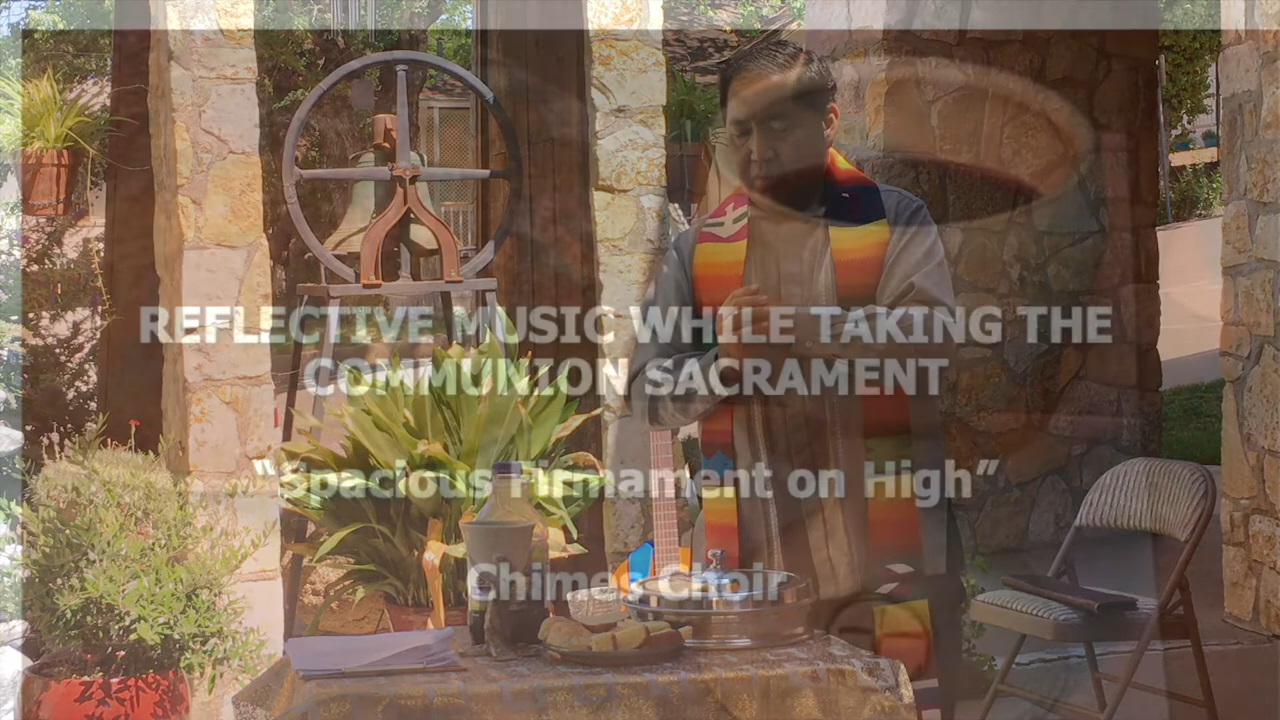 REFLECTIVE MUSIC WHILE TAKING THE
COMMUNION SACRAMENT
“Spacious Firmament on High”
Chimes Choir